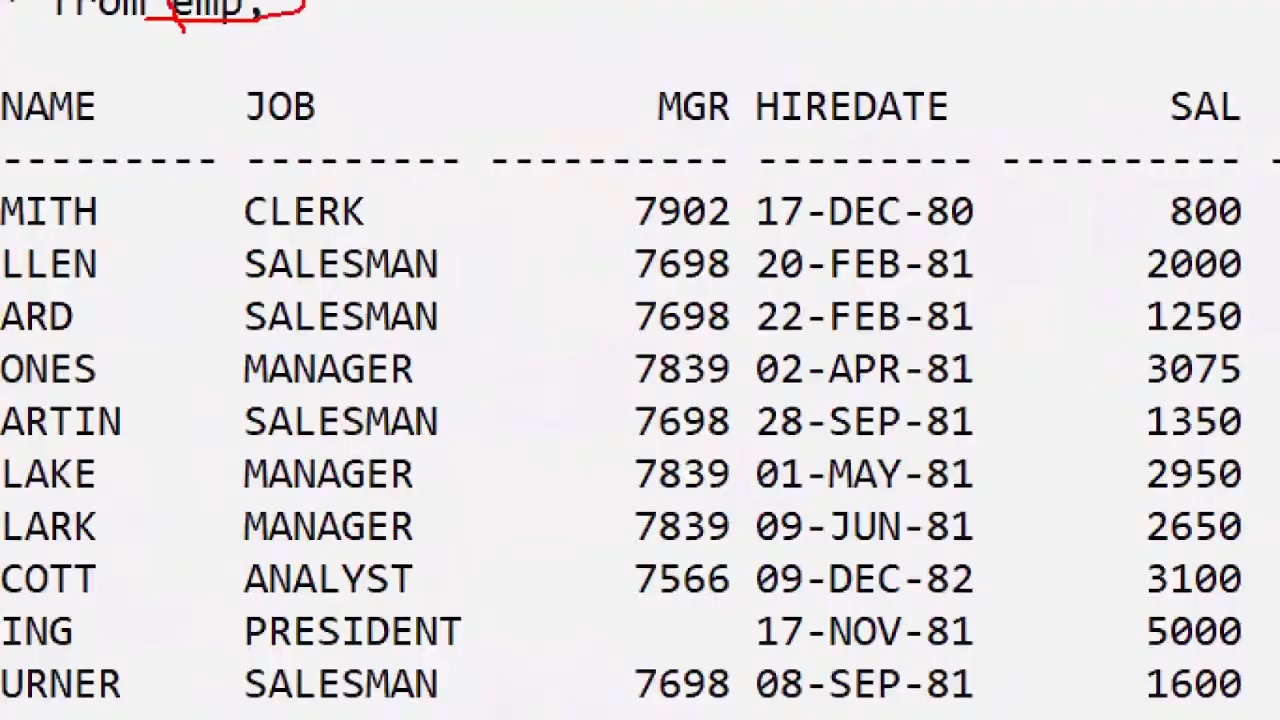 * from emp;
NAME JOB MGR HIREDATE SAL
--------- --------- ---------- --------- ---------- -
MITH CLERK 7902 17-DEC-80 800
LLEN SALESMAN 7698 20-FEB-81 2000
ARD SALESMAN 7698 22-FEB-81 1250
ONES MANAGER 7839 02-APR-81 3075
ARTIN SALESMAN 7698 28-SEP-81 1350
LAKE MANAGER 7839 01-MAY-81 2950
LARK MANAGER 7839 09-JUN-81 2650
COTT ANALYST 7566 09-DEC-82 3100
ING PRESIDENT 17-NOV-81 5000
URNER SALESMAN 7698 08-SEP-81 1600